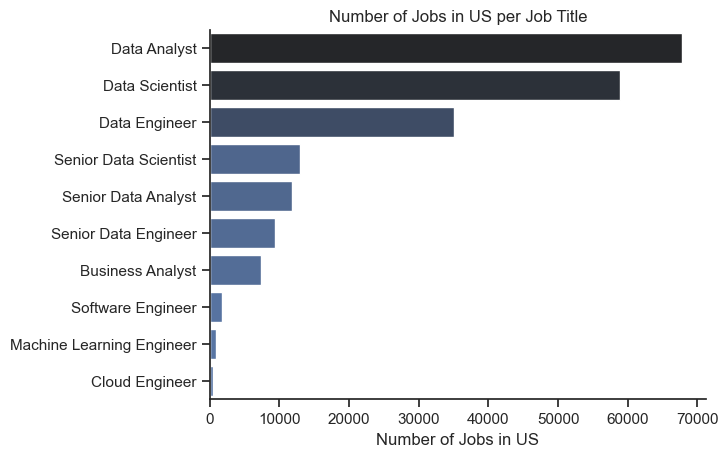 Number of Jobs in US per Job Title
Data Analyst
Data Scientist
Data Engineer
Senior Data Scientist
Senior Data Analyst
Senior Data Engineer
Business Analyst
Software Engineer
Machine Learning Engineer
Cloud Engineer
0 10000 20000 30000 40000 50000 60000 70000
Number of Jobs in US